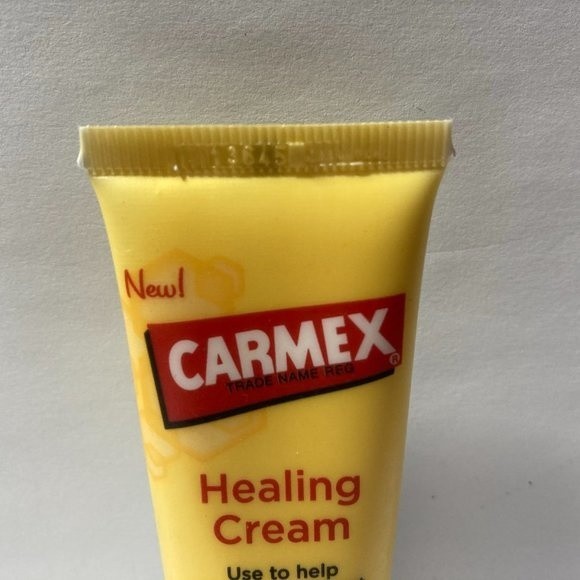 New!
CARMEX®
TRADE NAME REG
Healing
Cream
Use to help